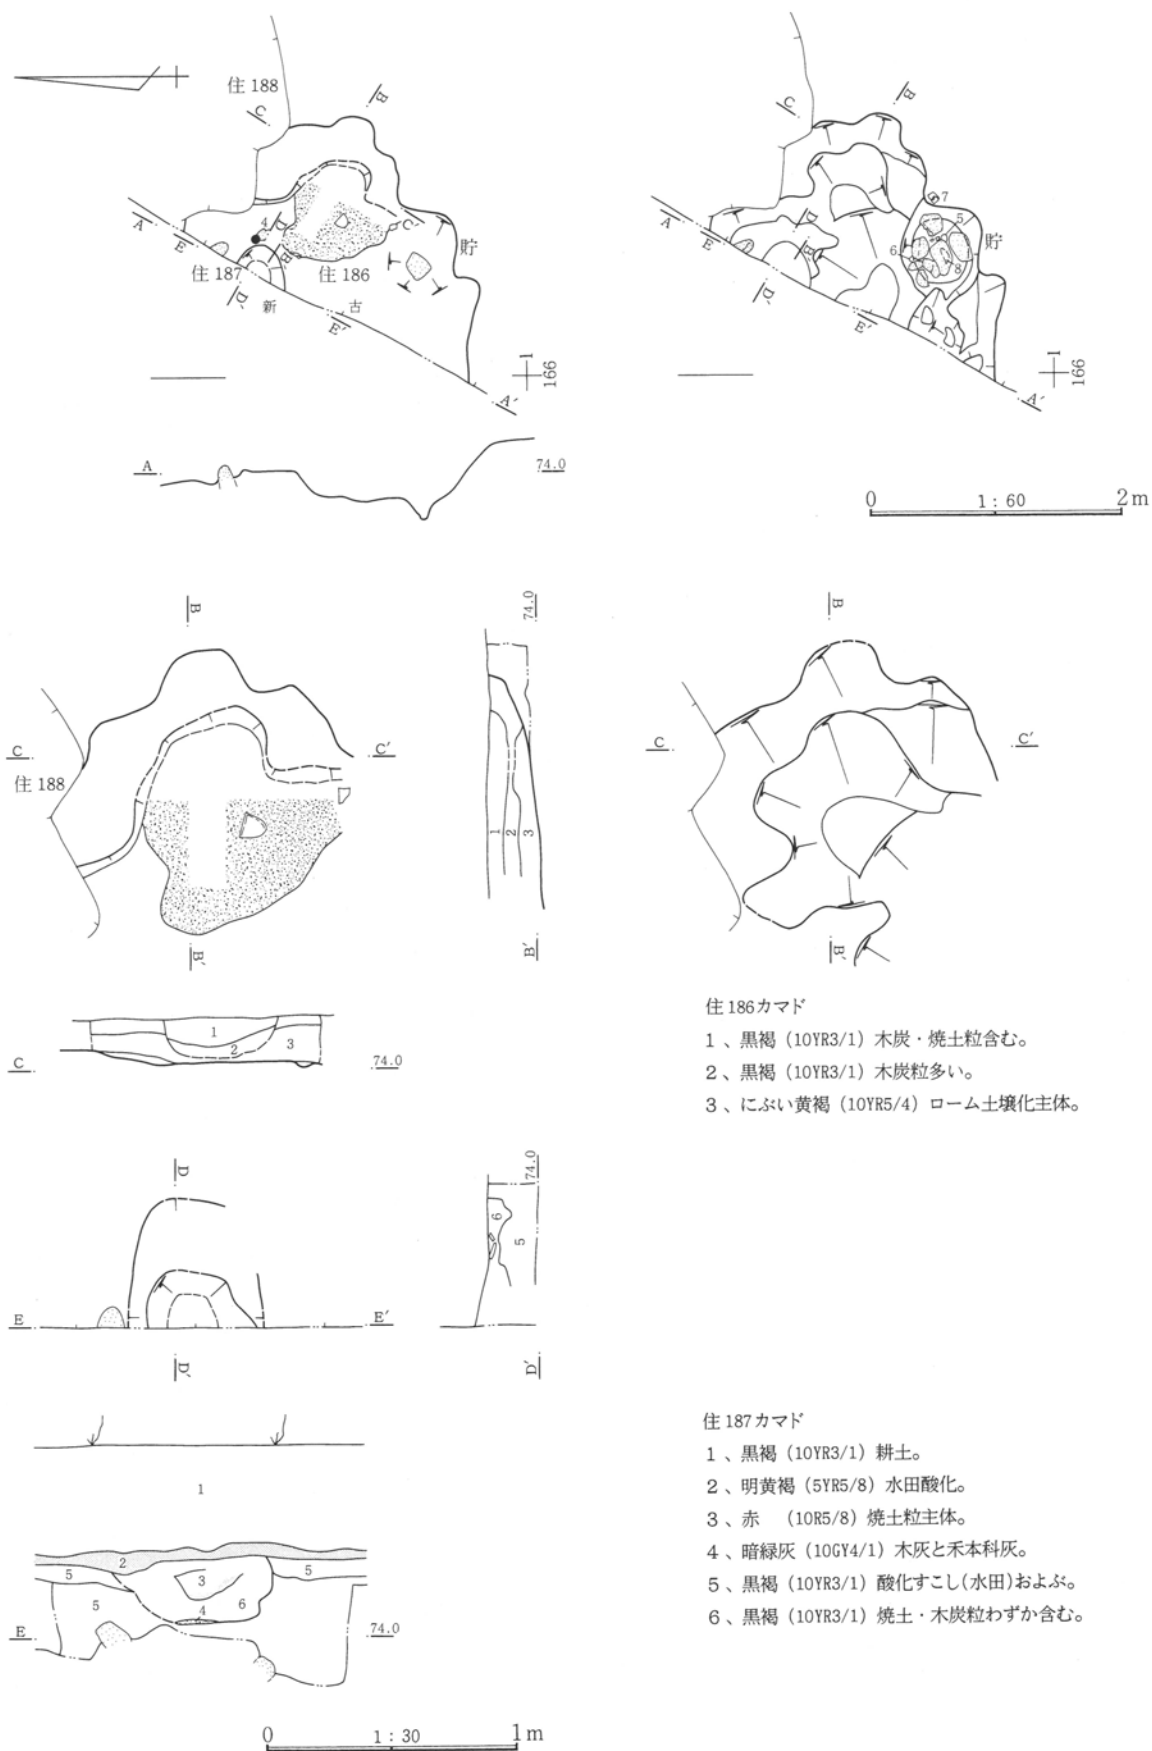 住 188
C
B
4
D
B'
C'
A
E
住 187
住 186
貯
D'
新
古
E'
1
166
A'
C
B
7
5
D
B'
6
8
貯
A
E
D'
E'
1
166
A'
A
74.0
0
1 : 60
2 m
B
74.0
B
C
C'
住 188
1
2
3
C
C'
B'
B'
B'
1
2
3
C
74.0
住 186 カマド
1、黒褐（10YR3/1）木炭・焼土粒含む。
2、黒褐（10YR3/1）木炭粒多い。
3、にぶい黄褐（10YR5/4）ローム土壌化主体。
D
74.0
6
5
E
E'
D'
D'
1
2
5
3
5
5
4
6
E
74.0
住 187 カマド
1、黒褐（10YR3/1）耕土。
2、明黄褐（5YR5/8）水田酸化。
3、赤　（10R5/8）焼土粒主体。
4、暗緑灰（10GY4/1）木灰と禾本科灰。
5、黒褐（10YR3/1）酸化すこし(水田)およぶ。
6、黒褐（10YR3/1）焼土・木炭粒わずか含む。
0
1 : 30
1 m